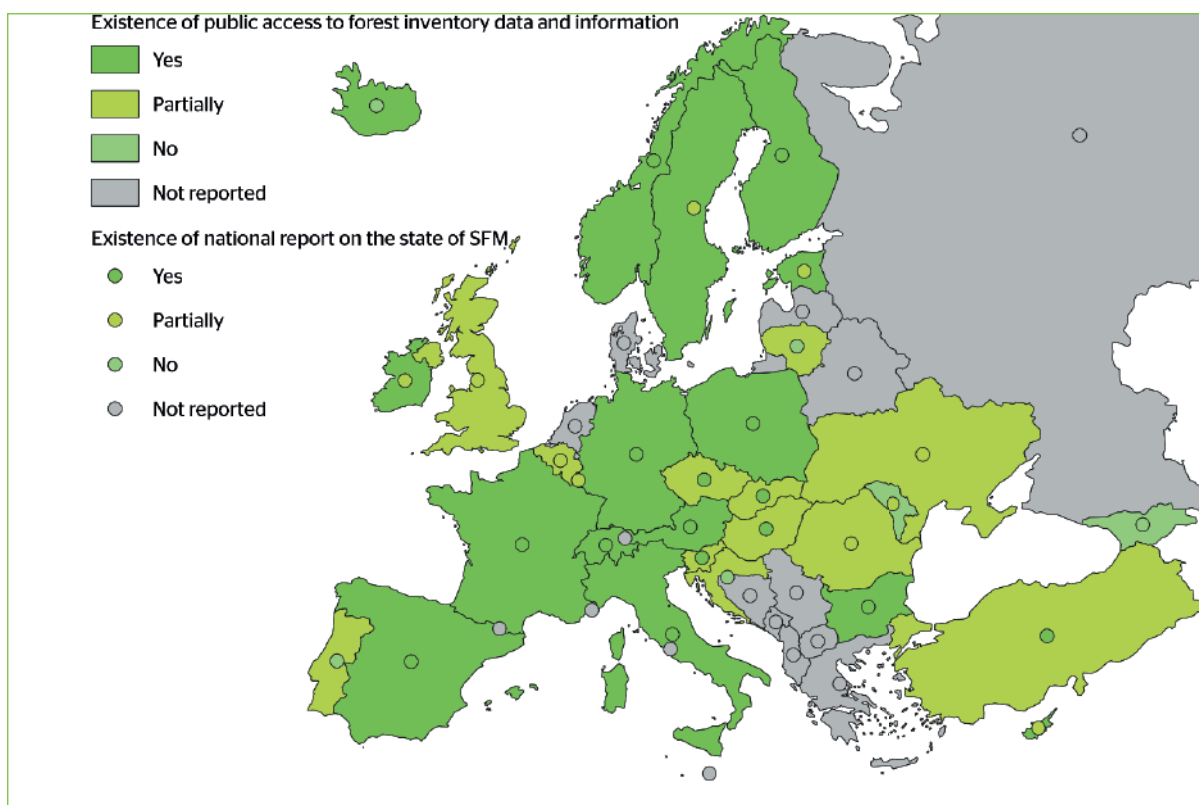 Existence of public access to forest inventory data and information
Yes
Partially
No
Not reported
Existence of national report on the state of SFM
Yes
Partially
No
Not reported